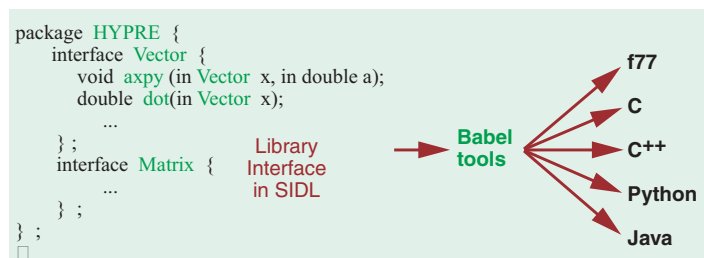 package HYPRE {
interface Vector {
void axpy (in Vector x, in double a);
double dot(in Vector x);
...
} ;
interface Matrix {
...
} ;
} ;
Library
Interface
in SIDL
Babel
tools
f77
C
C++
Python
Java